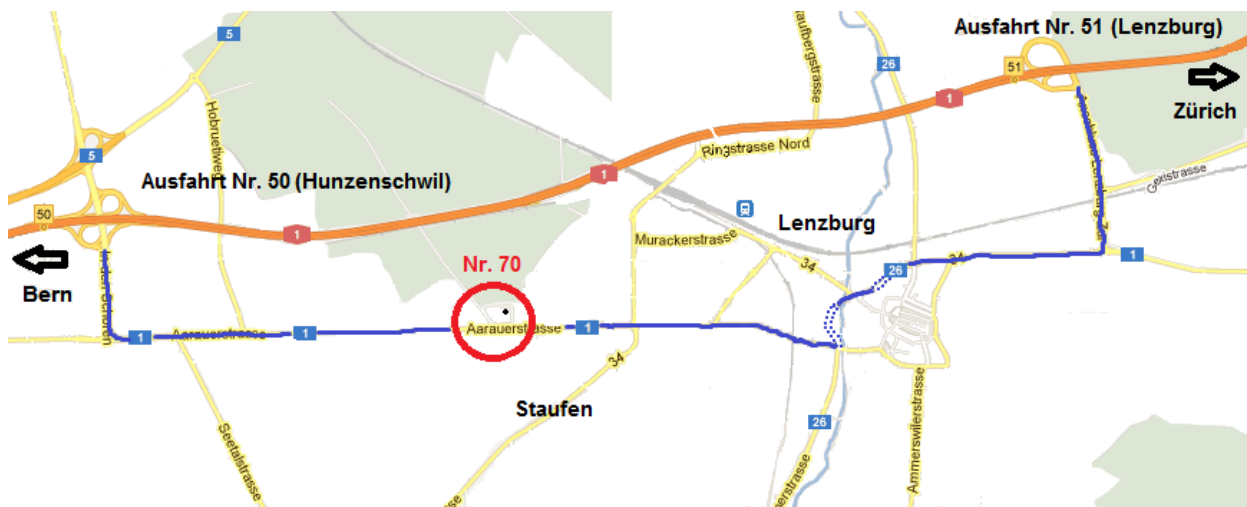 Ausfahrt Nr. 51 (Lenzburg)
5
26
51
1
Zürich
Hobruetiweg
Ringstrasse Nord
5
Ausfahrt Nr. 50 (Hunzenschwil)
1
Gexistrasse
50
1
Lenzburg
Murackerstrasse
Bern
Nr. 70
34
26
34
1
1
Aarauerstrasse
1
Aarauerstrasse
1
34
34
Staufen
26
Seetalstrasse
Ammerswilerstrasse